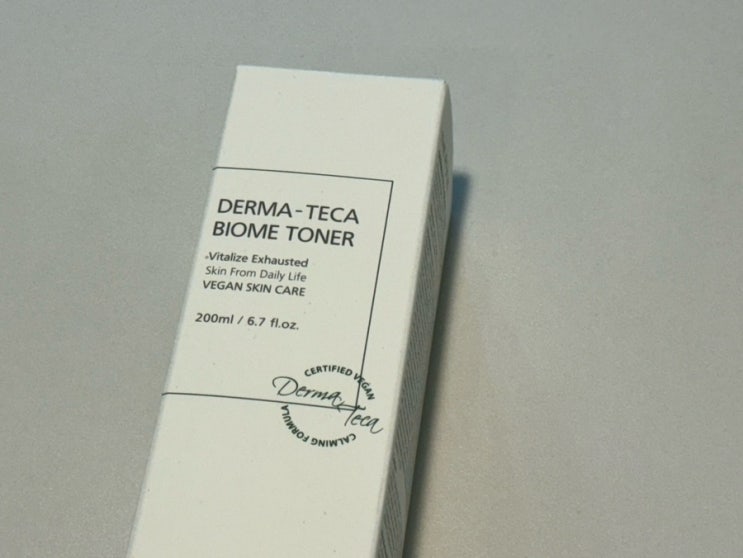 DERMA-TECA
BIOME TONER
Vitalize Exhausted
Skin From Daily Life
VEGAN SKIN CARE
200ml / 6.7 fl.oz.
CERTIFIED VEGAN
Derma Teca
CALMING FORMULA